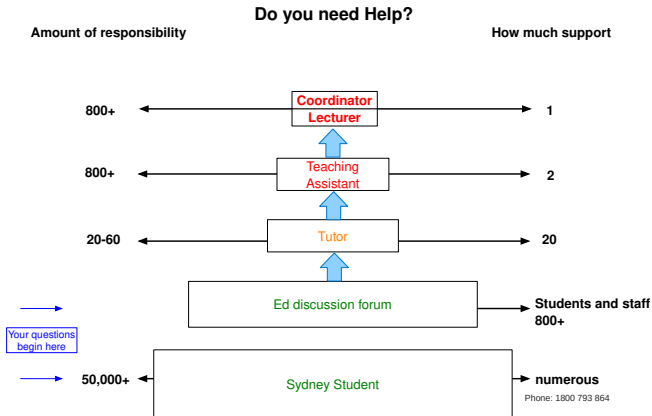 Do you need Help?
Amount of responsibility
How much support
800+
Coordinator
Lecturer
1
800+
Teaching
Assistant
2
20-60
Tutor
20
Ed discussion forum
Students and staff
800+
Your questions
begin here
50,000+
Sydney Student
numerous
Phone: 1800 793 864